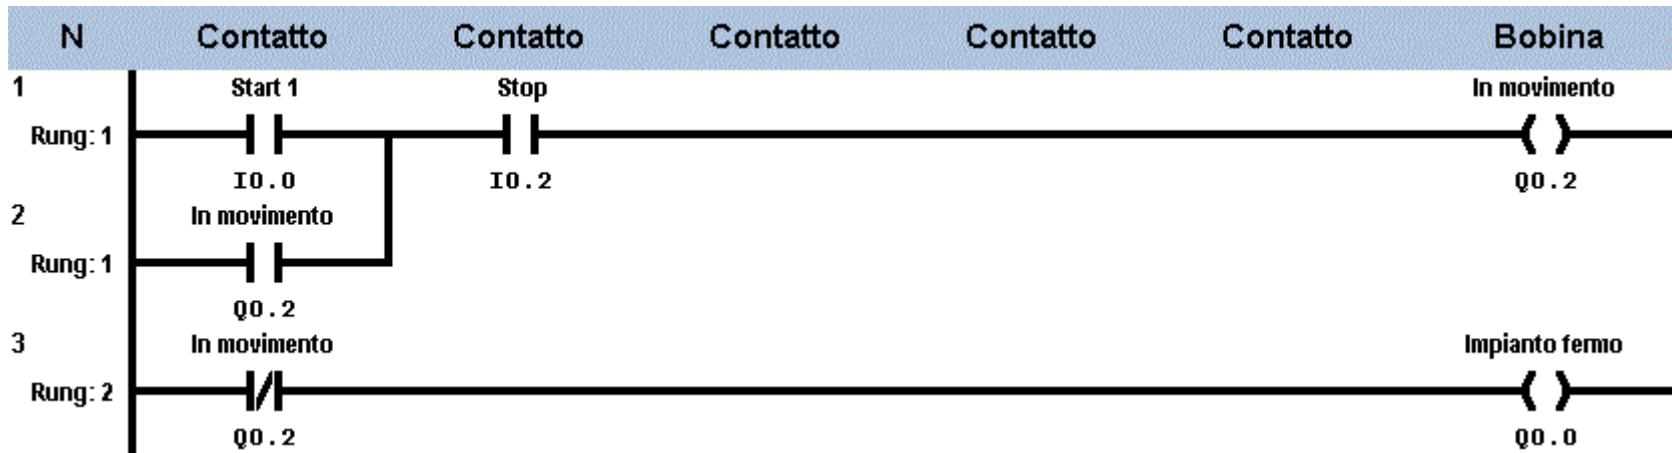 N Contatto Contatto Contatto Contatto Contatto Bobina
1 Start 1 Stop In movimento
Rung: 1
I0.0 I0.2 Q0.2
2 In movimento
Rung: 1
Q0.2
3 In movimento Impianto fermo
Rung: 2
Q0.2 Q0.0